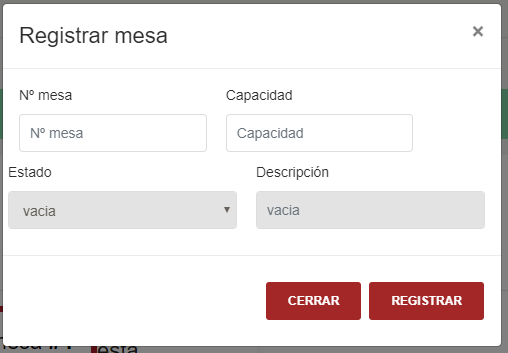 Registrar mesa ×
Nº mesa Capacidad
Nº mesa Capacidad
Estado Descripción
vacia vacia
CERRAR REGISTRAR